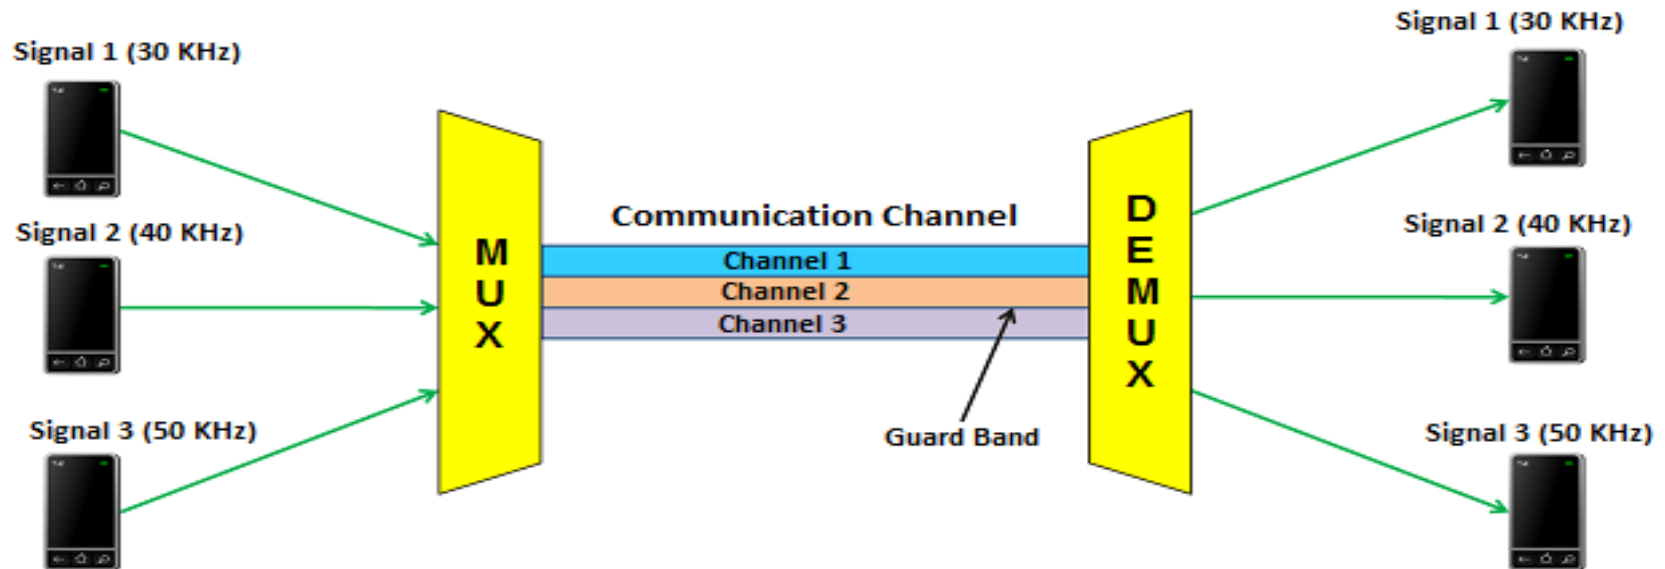 Signal 1 (30 KHz)
Signal 1 (30 KHz)
Signal 2 (40 KHz)
Signal 2 (40 KHz)
Signal 3 (50 KHz)
Signal 3 (50 KHz)
MUX
Communication Channel
Channel 1
Channel 2
Channel 3
Guard Band
DEMUX